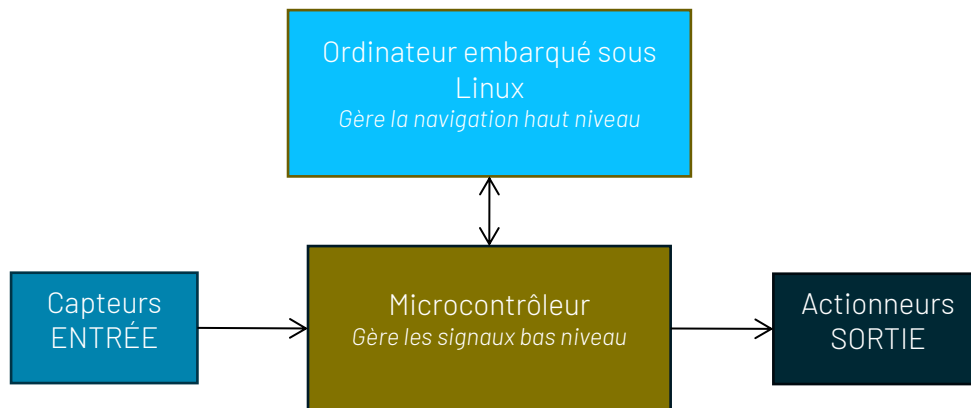 Ordinateur embarqué sous
Linux
Gère la navigation haut niveau
Capteurs
ENTRÉE
Microcontrôleur
Gère les signaux bas niveau
Actionneurs
SORTIE